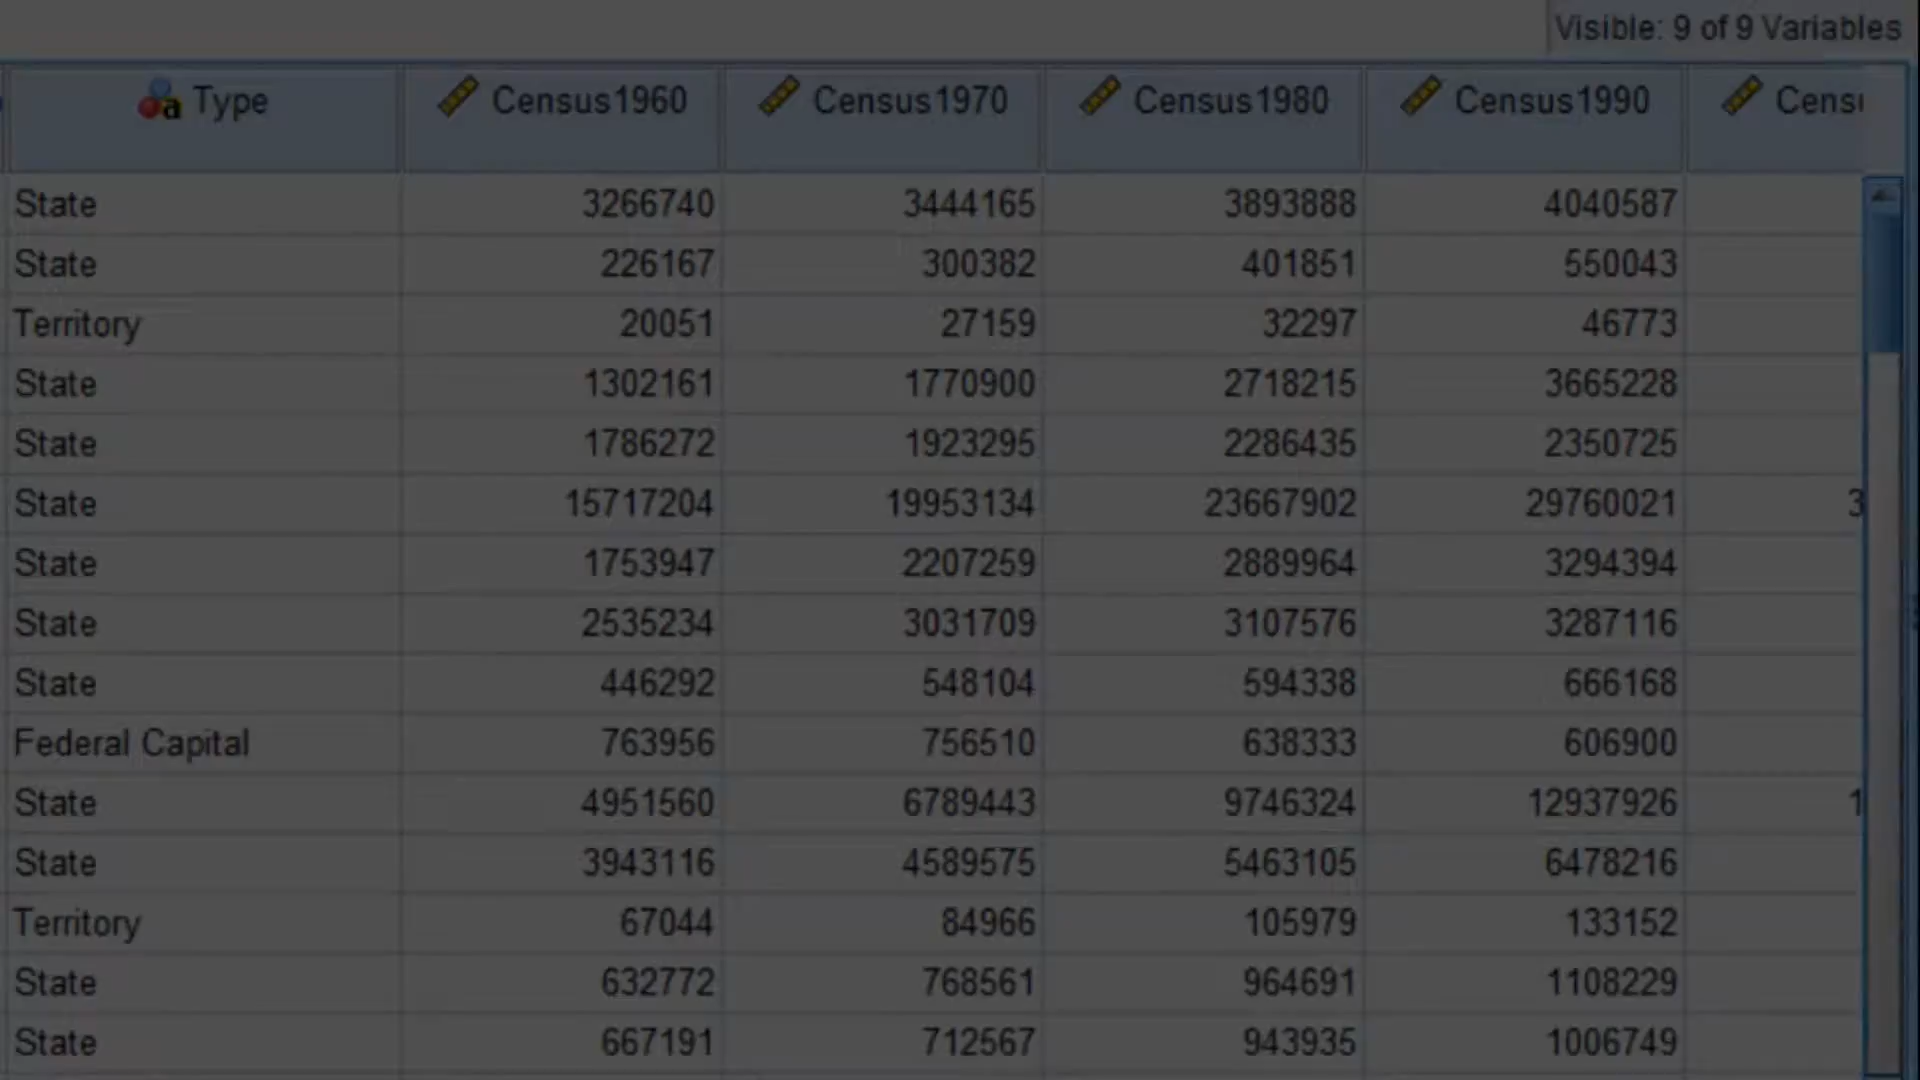 Visible: 9 of 9 Variables
Type Census1960 Census1970 Census1980 Census1990
State 3266740 3444165 3893888 4040587
State 226167 300382 401851 550043
Territory 20051 27159 32297 46773
State 1302161 1770900 2718215 3665228
State 1786272 1923295 2286435 2350725
State 15717204 19953134 23667902 29760021 3
State 1753947 2207259 2889964 3294394
State 2535234 3031709 3107576 3287116
State 446292 548104 594338 666168
Federal Capital 763956 756510 638333 606900
State 4951560 6789443 9746324 12937926 1
State 3943116 4589575 5463105 6478216
Territory 67044 84966 105979 133152
State 632772 768561 964691 1108229
State 667191 712567 943935 1006749